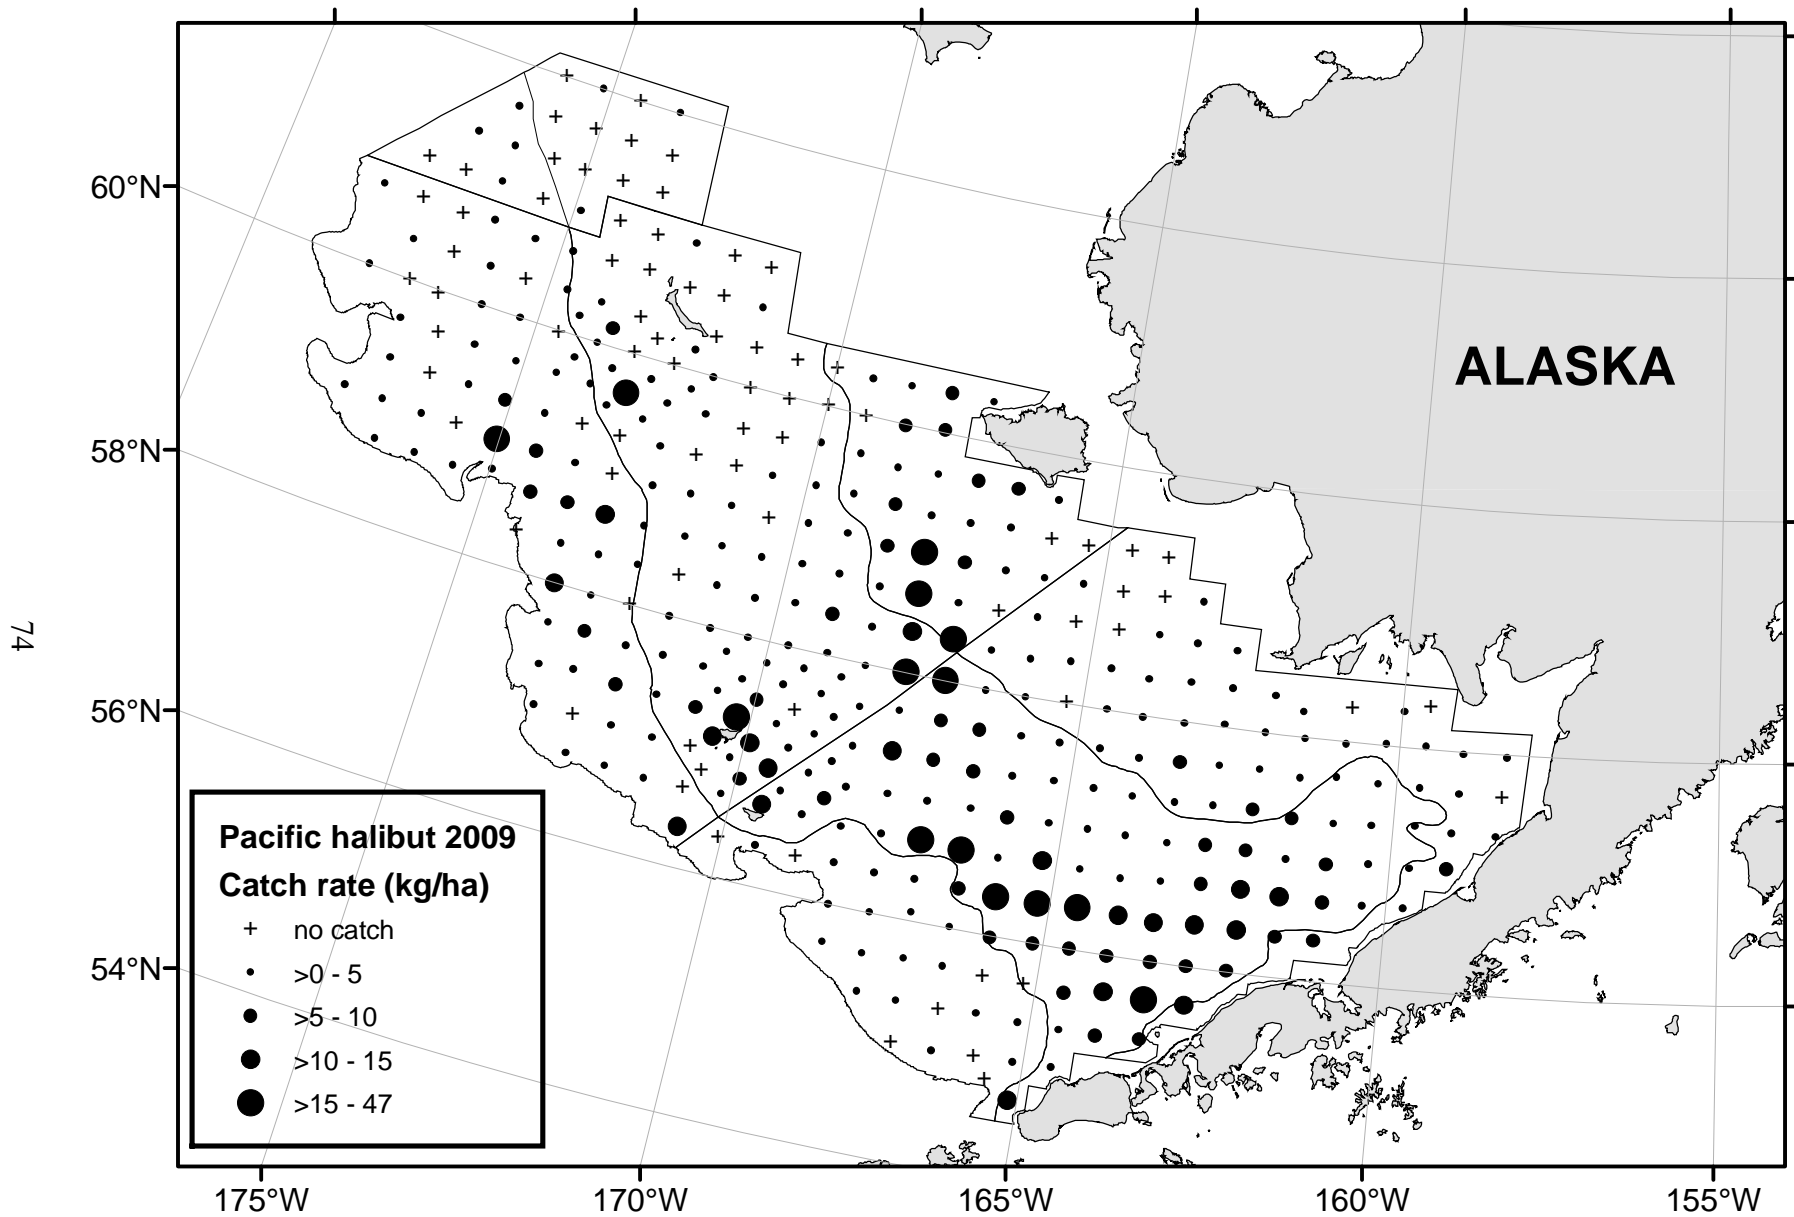 60°N
58°N
56°N
54°N
74
ALASKA
Pacific halibut 2009
Catch rate (kg/ha)
no catch
>0 - 5
>5 - 10
>10 - 15
>15 - 47
175°W 170°W 165°W 160°W 155°W